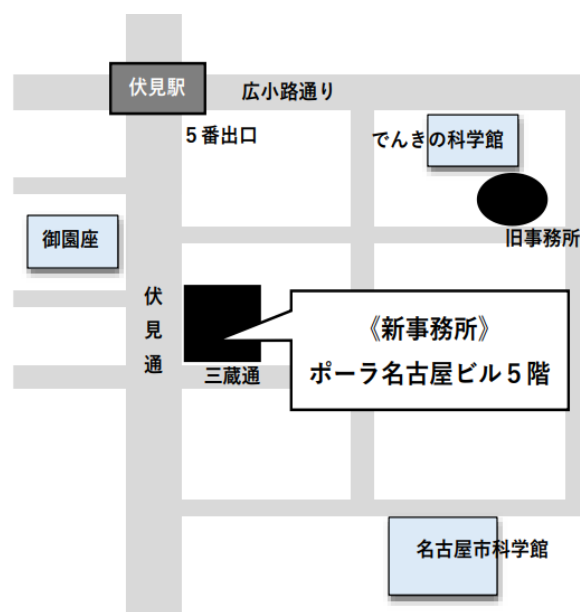 伏見駅
広小路通り
5番出口
でんきの科学館
旧事務所
御園座
伏見通
《新事務所》
ポーラ名古屋ビル5階
三蔵通
名古屋市科学館